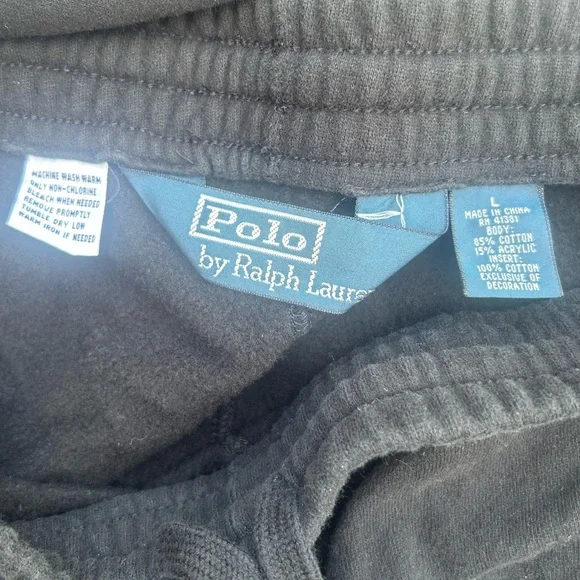 MACHINE WASH WARM
ONLY NON-CHLORINE
BLEACH WHEN NEEDED
REMOVE PROMPTLY
TUMBLE DRY LOW
WARM IRON IF NEEDED
Polo
by Ralph Laure
L
MADE IN CHINA
RN 41381
BODY:
85% COTTON
15% ACRYLIC
INSERT:
100% COTTON
EXCLUSIVE OF
DECORATION